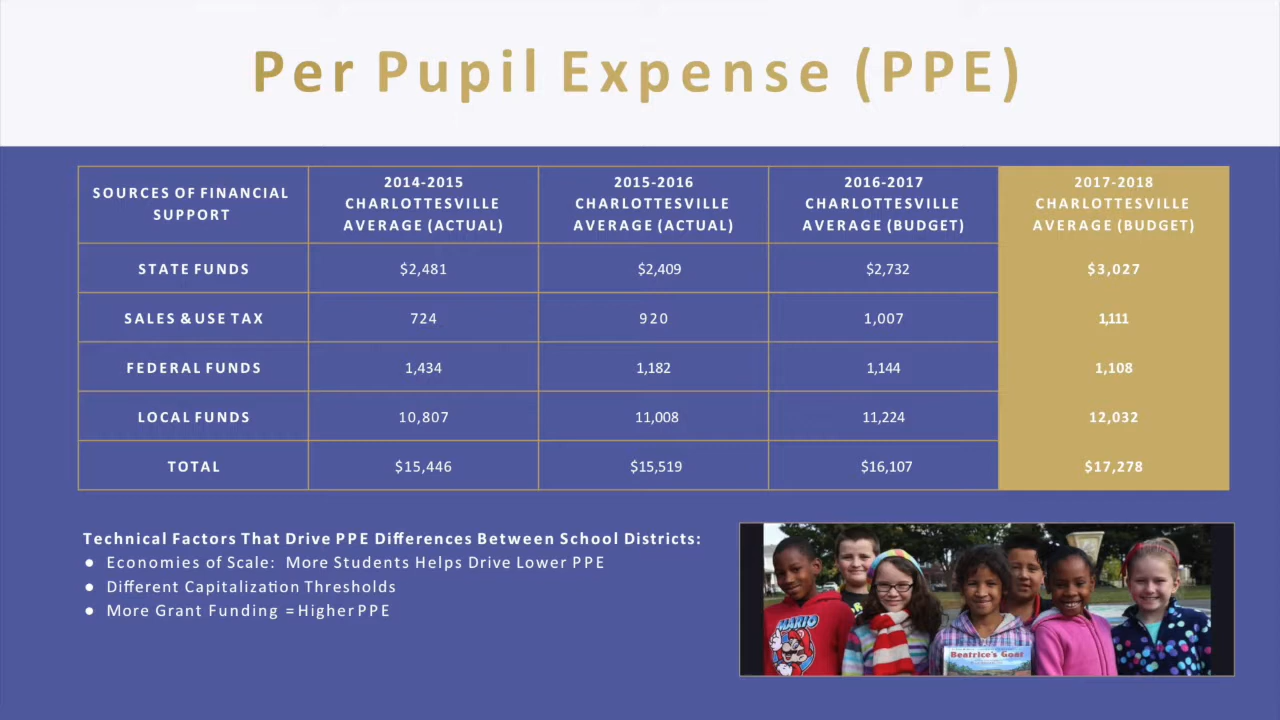 Per Pupil Expense (PPE)
SOURCES OF FINANCIAL SUPPORT
2014-2015 CHARLOTTESVILLE AVERAGE (ACTUAL)
2015-2016 CHARLOTTESVILLE AVERAGE (ACTUAL)
2016-2017 CHARLOTTESVILLE AVERAGE (BUDGET)
2017-2018 CHARLOTTESVILLE AVERAGE (BUDGET)
STATE FUNDS $2,481 $2,409 $2,732 $3,027
SALES & USE TAX 724 920 1,007 1,111
FEDERAL FUNDS 1,434 1,182 1,144 1,108
LOCAL FUNDS 10,807 11,008 11,224 12,032
TOTAL $15,446 $15,519 $16,107 $17,278
Technical Factors That Drive PPE Differences Between School Districts:
● Economies of Scale: More Students Helps Drive Lower PPE
● Different Capitalization Thresholds
● More Grant Funding = Higher PPE
MARIO
Beatrice's Goat